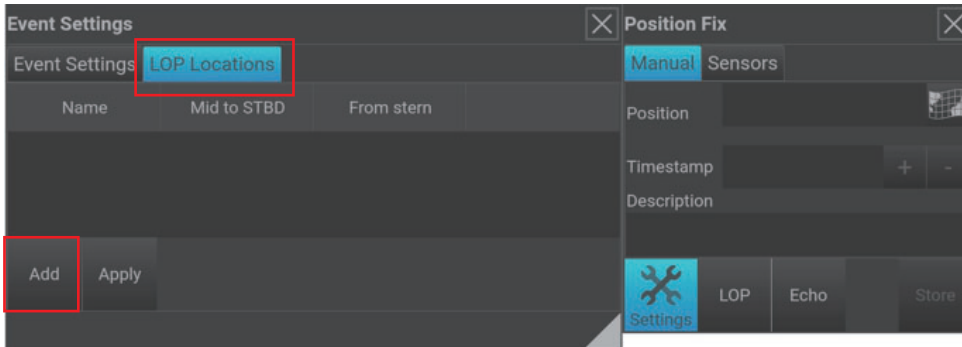 Event Settings
Event Settings LOP Locations
Name Mid to STBD From stern
Add Apply
Position Fix
Manual Sensors
Position
Timestamp + -
Description
Settings LOP Echo Store